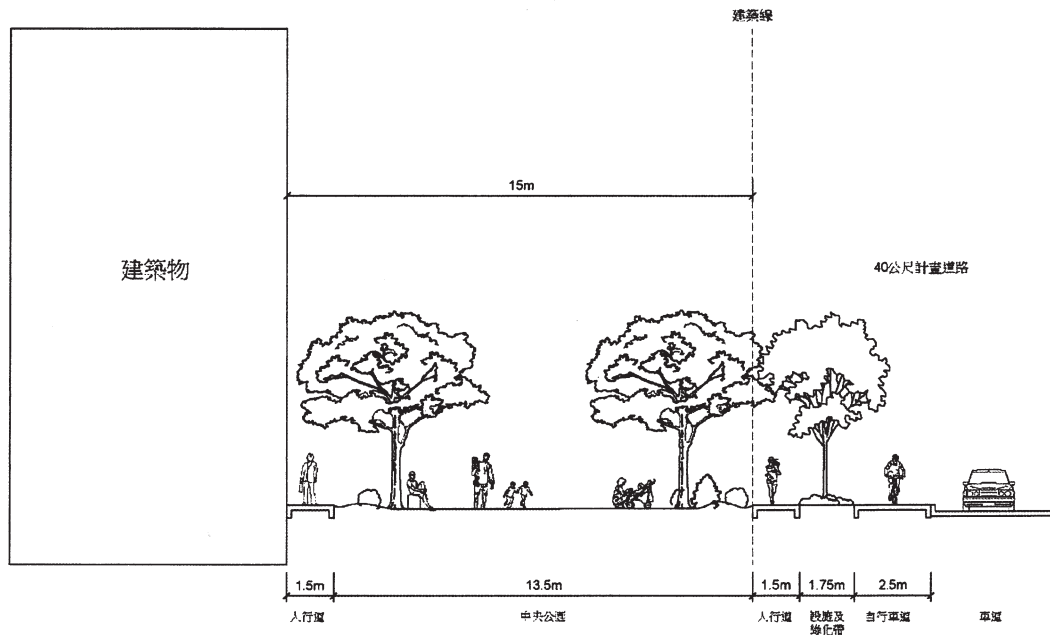 建築線
15m
建築物
40公尺計畫道路
1.5m
13.5m
1.5m
1.75m
2.5m
人行道
中央公園
人行道
設施及
綠化帶
自行車道
車道